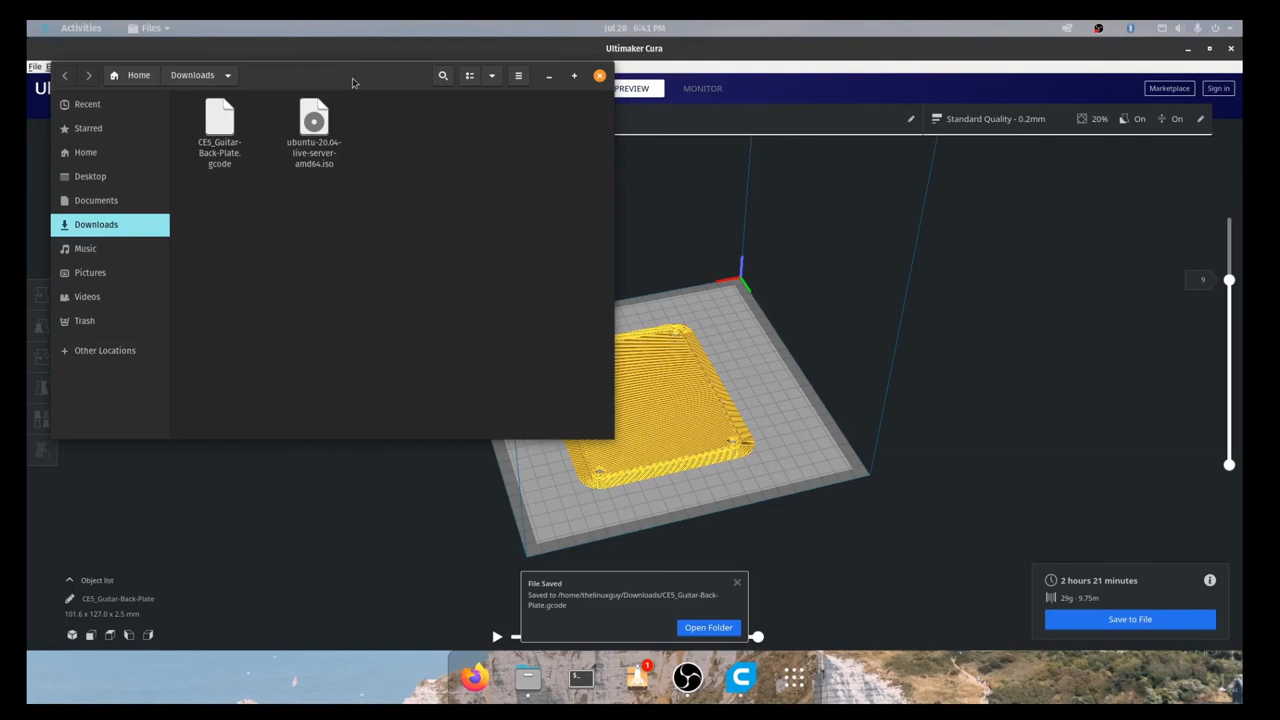 Activities
Files
Jul 28 6:41 PM
Ultimaker Cura
File
Home
Downloads
PREVIEW
MONITOR
Marketplace
Sign in
Standard Quality - 0.2mm
20%
On
On
Recent
Starred
Home
Desktop
Documents
Downloads
Music
Pictures
Videos
Trash
Other Locations
CE5_Guitar-
Back-Plate.
gcode
ubuntu-20.04-
live-server-
amd64.iso
9
Object list
CE5_Guitar-Back-Plate
101.6 x 127.0 x 2.5 mm
File Saved
Saved to /home/thelinuxguy/Downloads/CE5_Guitar-Back-
Plate.gcode
Open Folder
2 hours 21 minutes
29g · 9.75m
Save to File
1